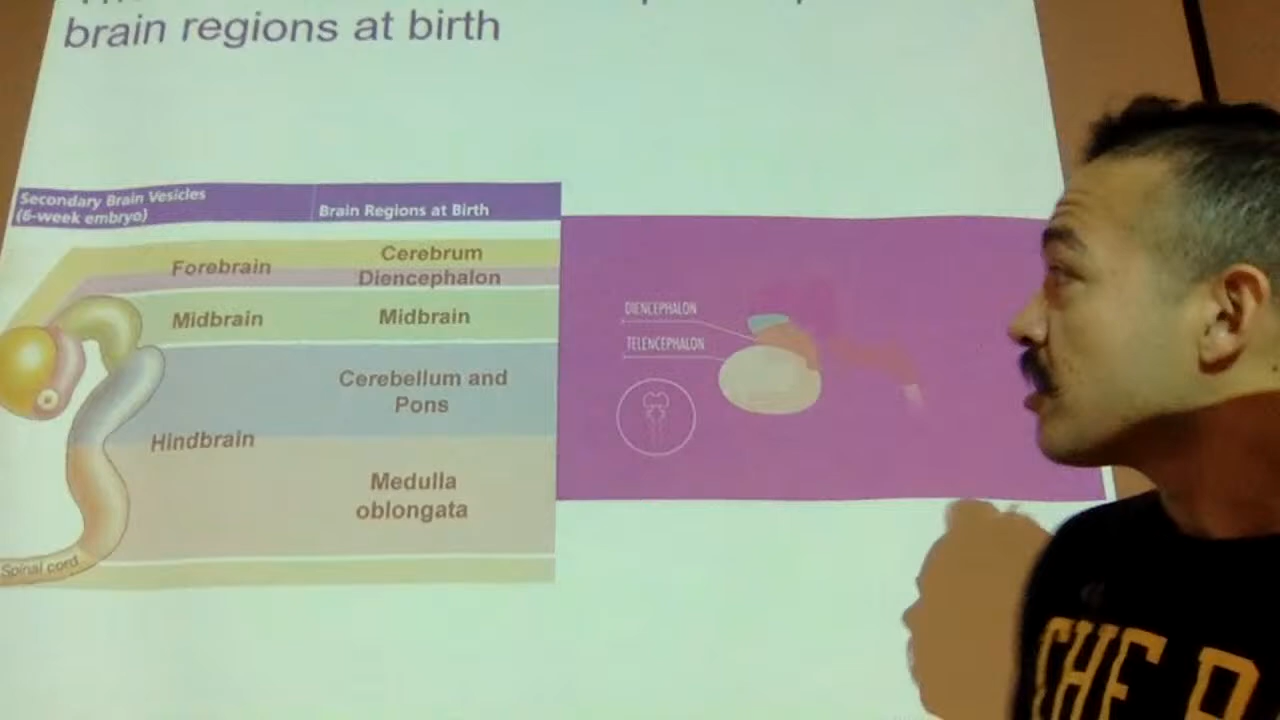 brain regions at birth
Secondary Brain Vesicles
(6-week embryo)
Brain Regions at Birth
Forebrain
Cerebrum
Diencephalon
Midbrain
Midbrain
Cerebellum and
Pons
Hindbrain
Medulla
oblongata
Spinal cord
DIENCEPHALON
TELENCEPHALON
THE